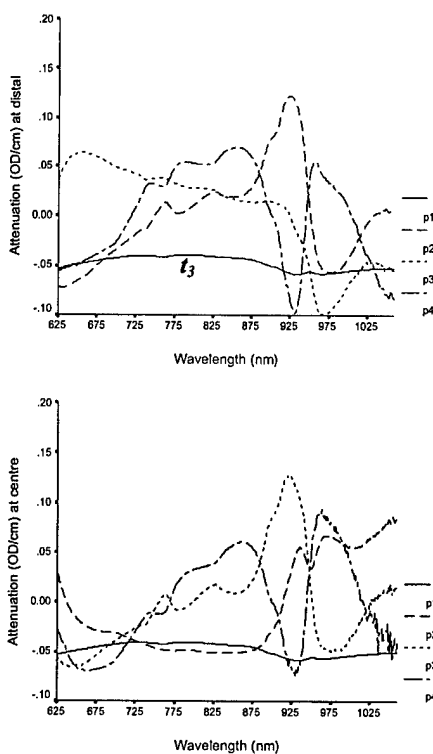 .20
.15
.10
.05
0.00
-.05
-.10
Attenuation (OD/cm) at distal
t3
p1
p2
p3
p4
625 675 725 775 825 875 925 975 1025
Wavelength (nm)
.20
.15
.10
.05
0.00
-.05
-.10
Attenuation (OD/cm) at centre
625 675 725 775 825 875 925 975 1025
Wavelength (nm)